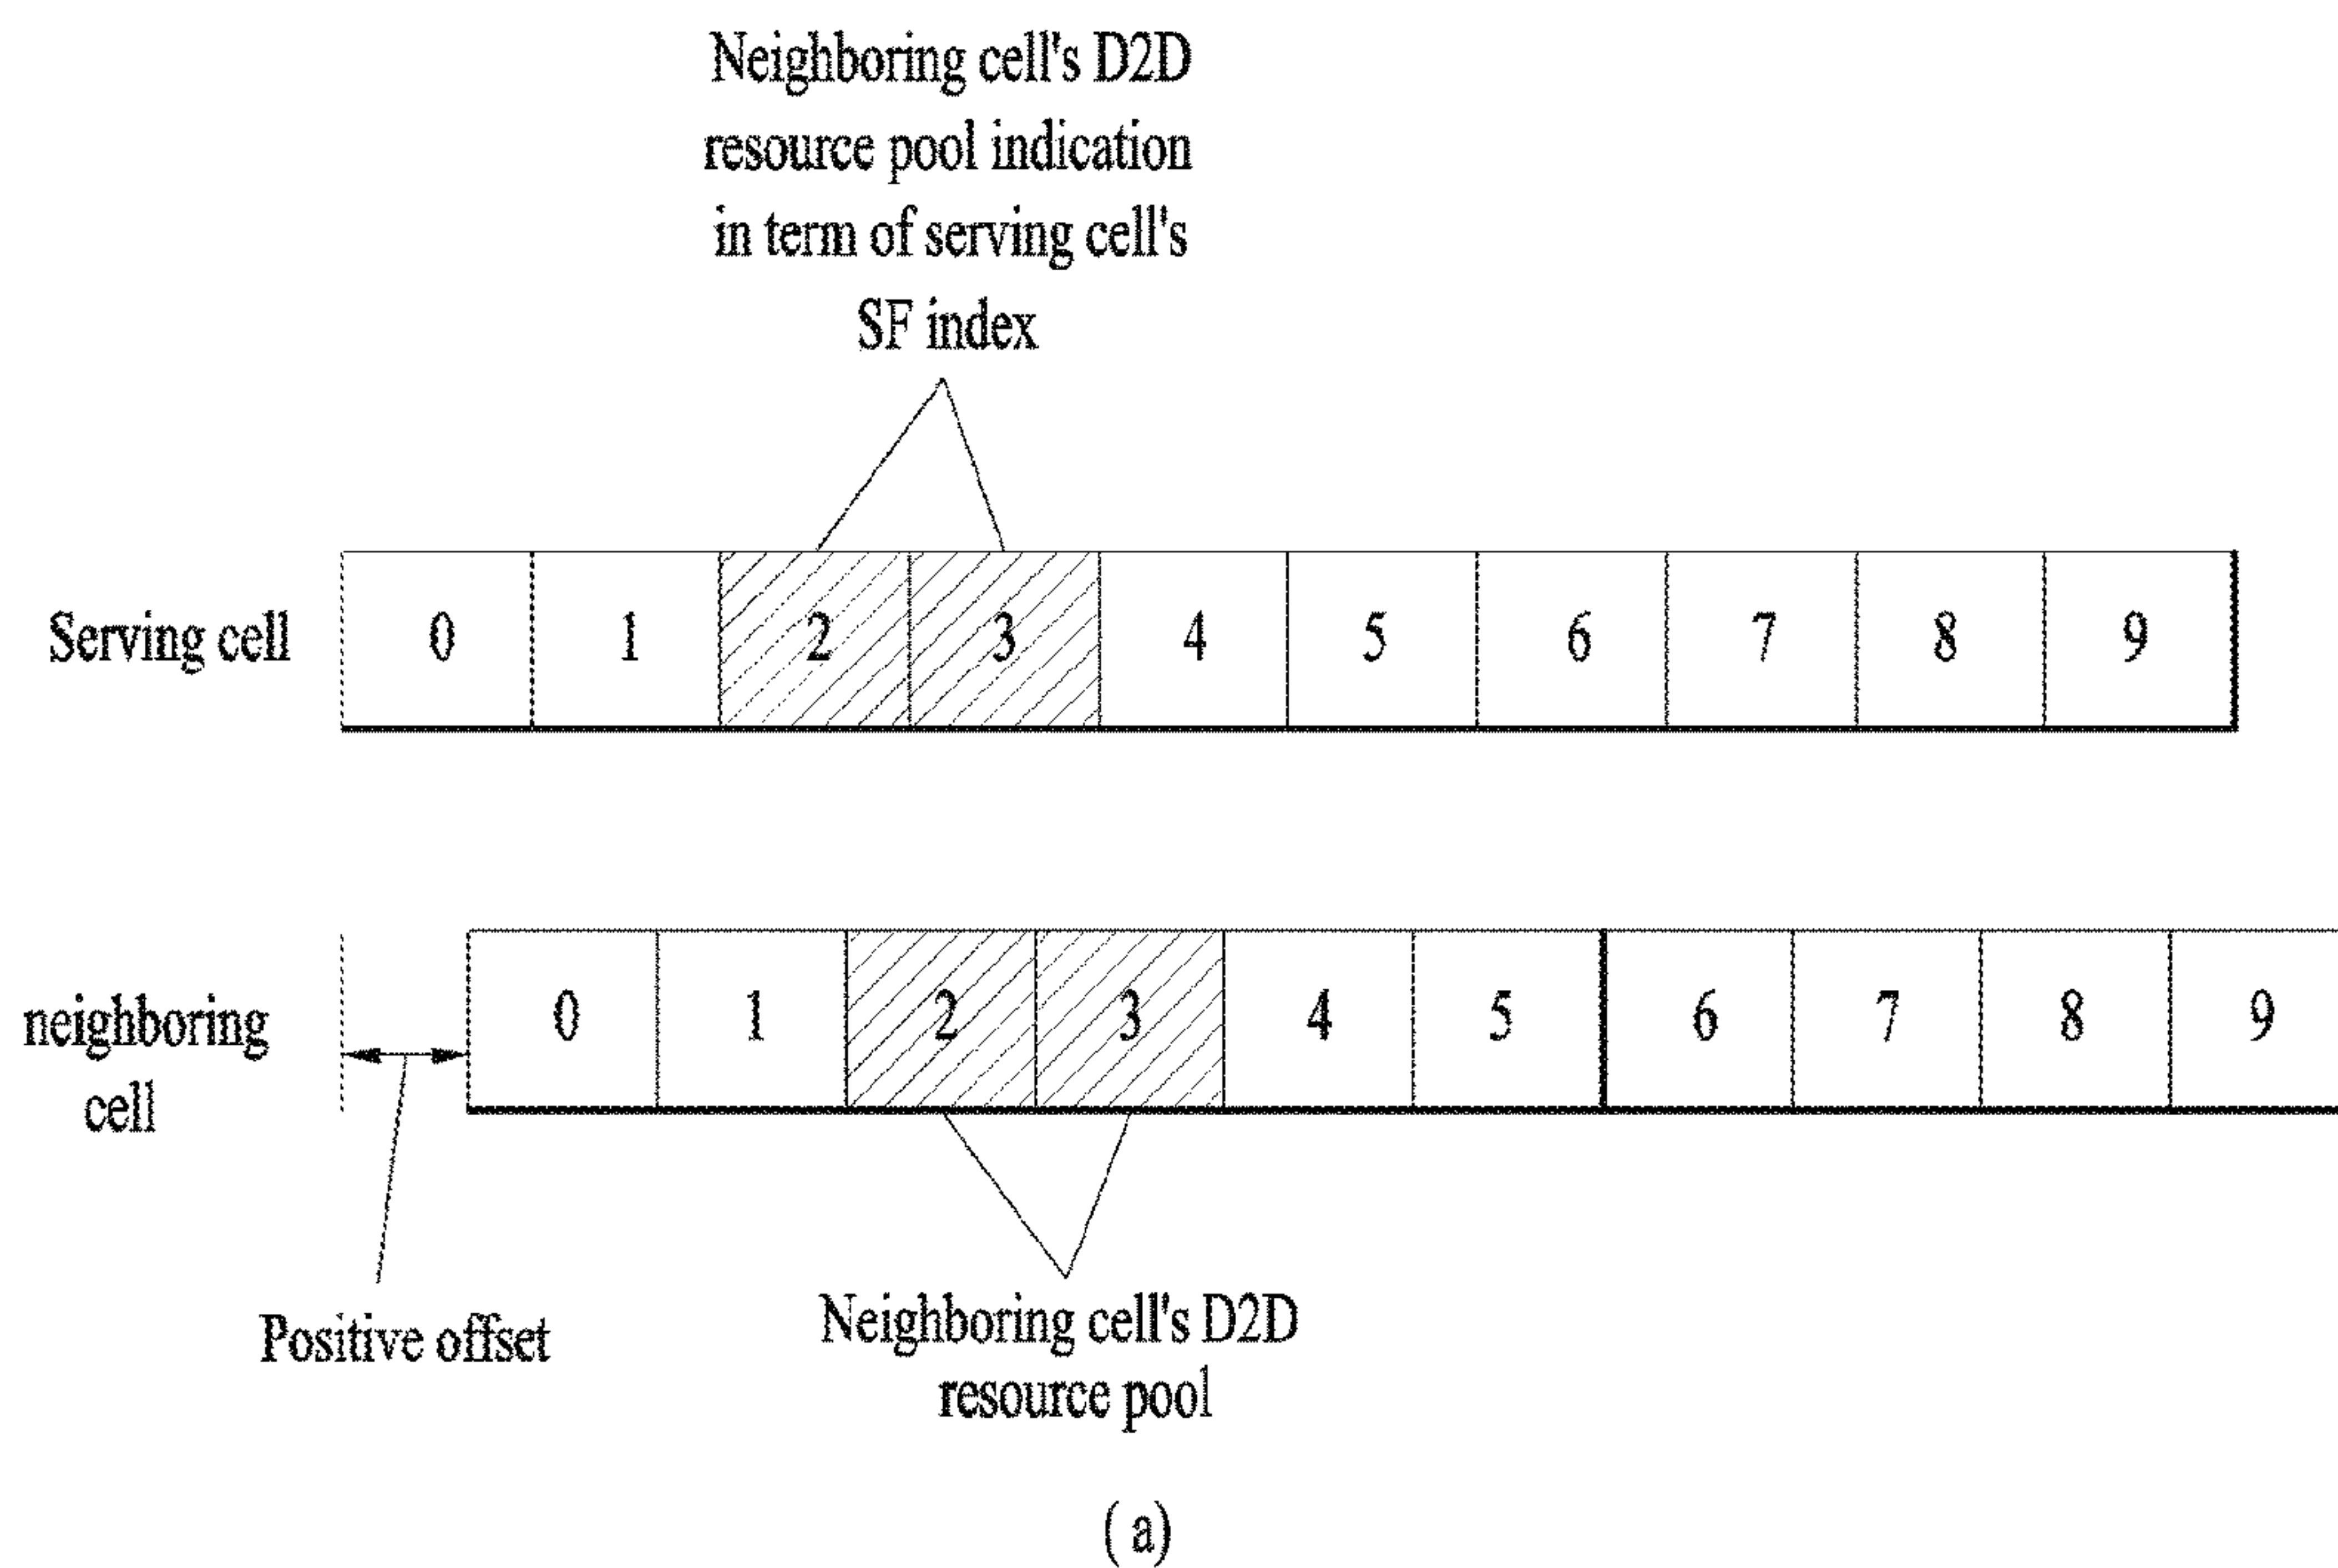 Neighboring cell's D2D
resource pool indication
in term of serving cell's
SF index
Serving cell 0 1 2 3 4 5 6 7 8 9
neighboring
cell
0 1 2 3 4 5 6 7 8 9
Positive offset
Neighboring cell's D2D
resource pool
( a)